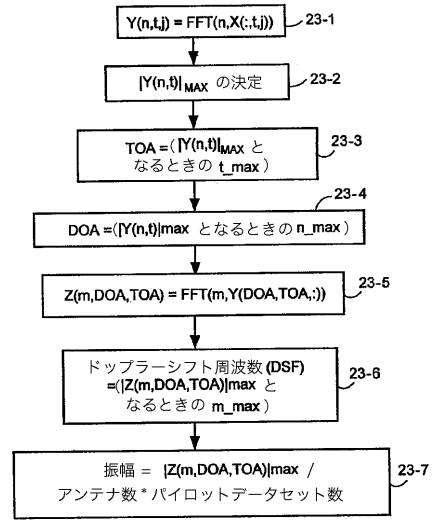 Y(n,t,j) = FFT(n,X(:,t,j))
23-1
|Y(n,t)|MAX の決定
23-2
TOA =(|Y(n,t)|MAX と
なるときの t_max )
23-3
23-4
DOA =(|Y(n,t)|max となるときの n_max )
Z(m,DOA,TOA) = FFT(m,Y(DOA,TOA,:))
23-5
ドップラーシフト周波数 (DSF)
=(|Z(m,DOA,TOA)|max と
なるときの m_max )
23-6
振幅 = |Z(m,DOA,TOA)|max /
アンテナ数 * パイロットデータセット数
23-7